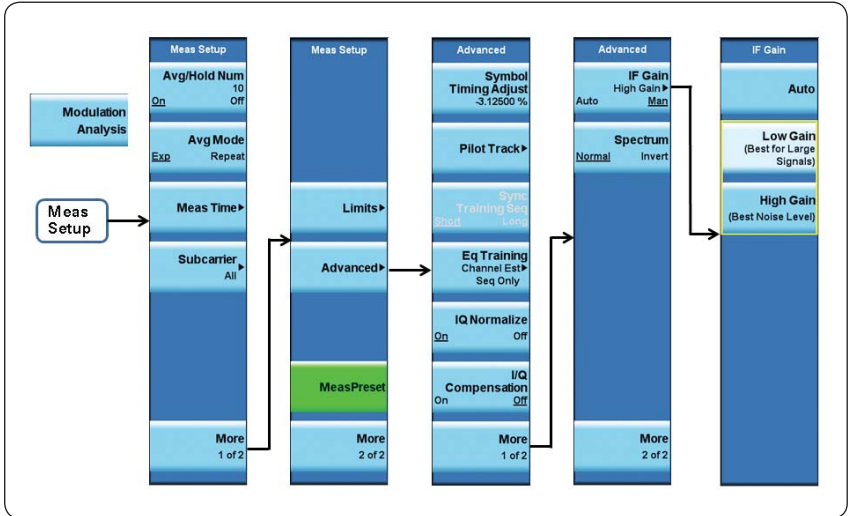 Modulation
Analysis
Meas
Setup
Meas Setup
Avg/Hold Num
10
On Off
Avg Mode
Exp Repeat
Meas Time
Subcarrier
All
More
1 of 2
Meas Setup
Limits
Advanced
MeasPreset
More
2 of 2
Advanced
Symbol
Timing Adjust
-3.12500 %
Pilot Track
Sync
Training Seq
Short Long
Eq Training
Channel Est
Seq Only
IQ Normalize
On Off
I/Q
Compensation
On Off
More
1 of 2
Advanced
IF Gain
High Gain
Auto Man
Spectrum
Normal Invert
More
2 of 2
IF Gain
Auto
Low Gain
(Best for Large
Signals)
High Gain
(Best Noise Level)